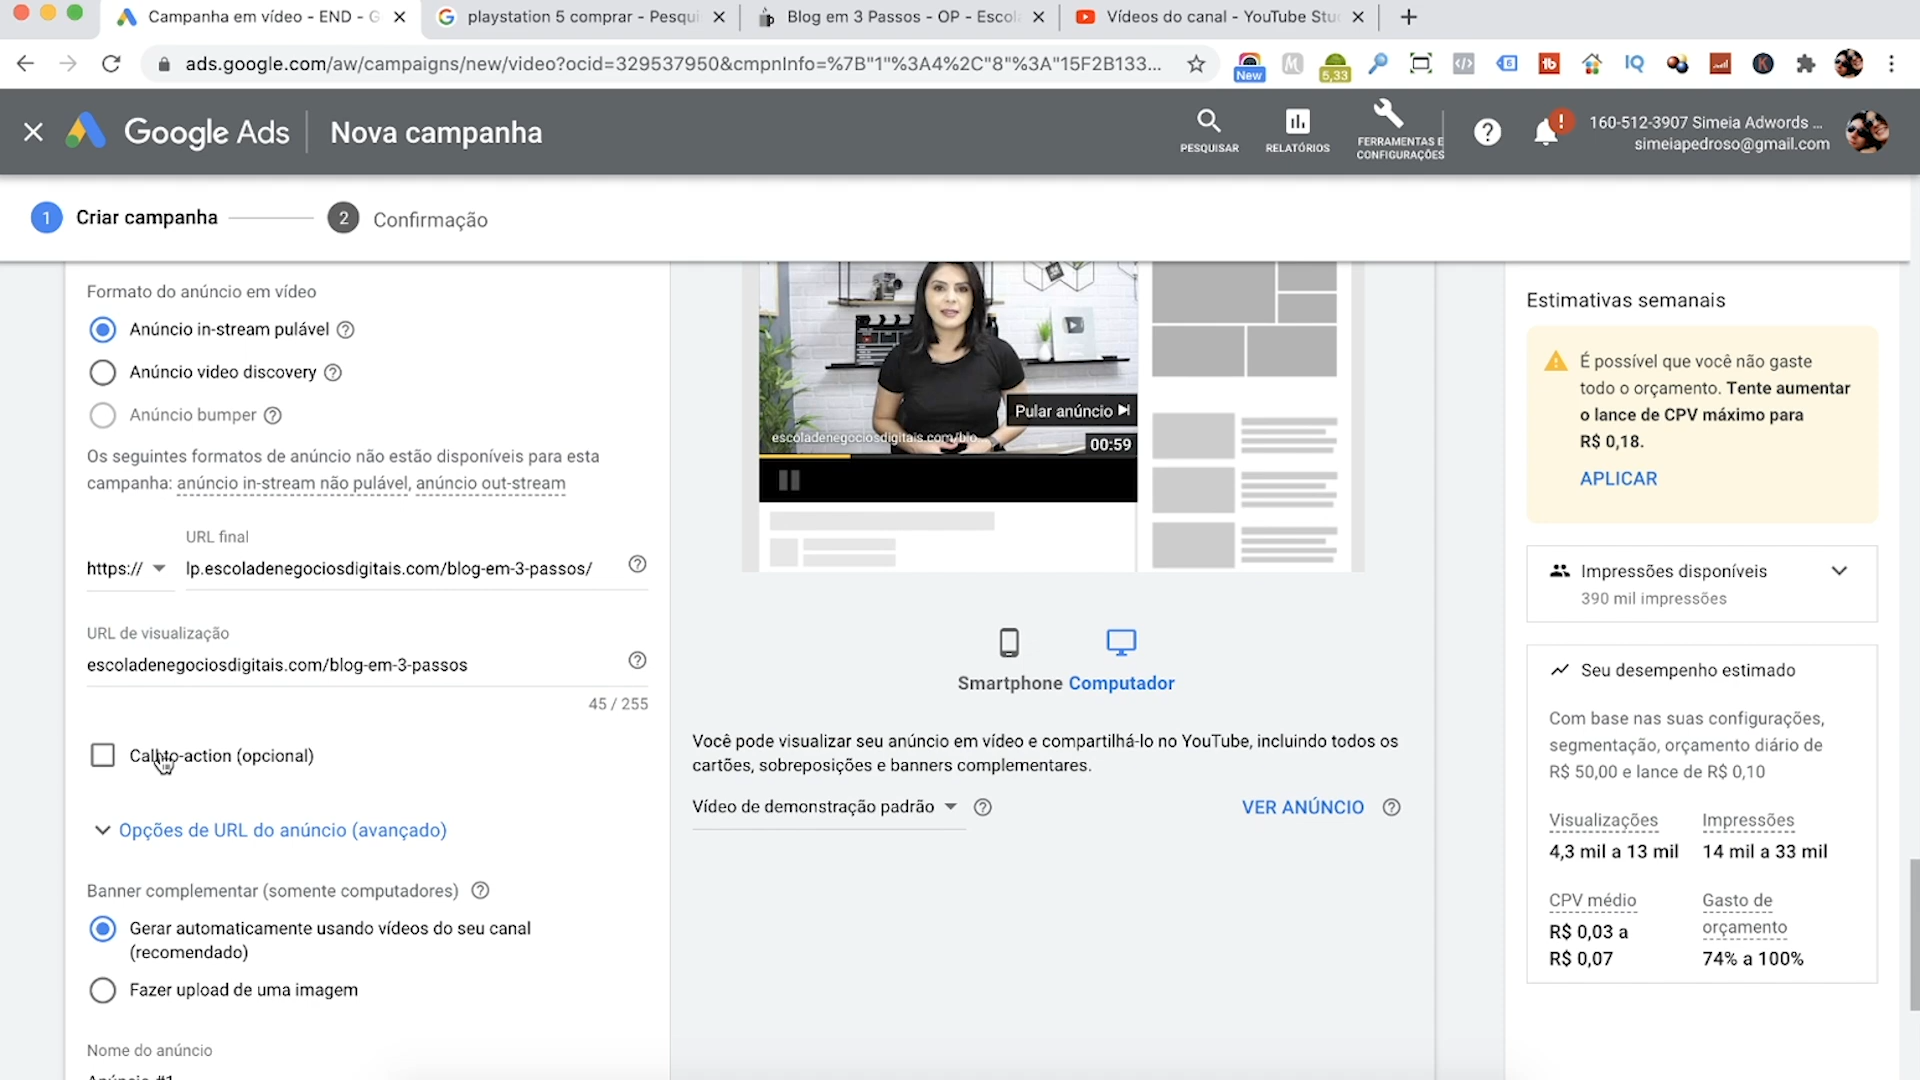 Campanha em vídeo - END - G
playstation 5 comprar - Pesqui
Blog em 3 Passos - OP - Escol
Vídeos do canal - YouTube Stu
ads.google.com/aw/campaigns/new/video?ocid=329537950&cmpnInfo=%7B"1"%3A4%2C"8"%3A"15F2B133...
New
5,33
Google Ads
Nova campanha
PESQUISAR
RELATÓRIOS
FERRAMENTAS E
CONFIGURAÇÕES
160-512-3907 Simeia Adwords ...
simeiapedroso@gmail.com
1 Criar campanha
2 Confirmação
Formato do anúncio em vídeo
Anúncio in-stream pulável
Anúncio video discovery
Anúncio bumper
Os seguintes formatos de anúncio não estão disponíveis para esta
campanha: anúncio in-stream não pulável, anúncio out-stream
URL final
https:// lp.escoladenegociosdigitais.com/blog-em-3-passos/
URL de visualização
escoladenegociosdigitais.com/blog-em-3-passos
45 / 255
Call-to-action (opcional)
Opções de URL do anúncio (avançado)
Banner complementar (somente computadores)
Gerar automaticamente usando vídeos do seu canal
(recomendado)
Fazer upload de uma imagem
Nome do anúncio
Anúncio #1
Pular anúncio
escoladenegociosdigitais.com/blo
00:59
Smartphone Computador
Você pode visualizar seu anúncio em vídeo e compartilhá-lo no YouTube, incluindo todos os
cartões, sobreposições e banners complementares.
Vídeo de demonstração padrão
VER ANÚNCIO
Estimativas semanais
É possível que você não gaste
todo o orçamento. Tente aumentar
o lance de CPV máximo para
R$ 0,18.
APLICAR
Impressões disponíveis
390 mil impressões
Seu desempenho estimado
Com base nas suas configurações,
segmentação, orçamento diário de
R$ 50,00 e lance de R$ 0,10
Visualizações
4,3 mil a 13 mil
Impressões
14 mil a 33 mil
CPV médio
R$ 0,03 a
R$ 0,07
Gasto de
orçamento
74% a 100%